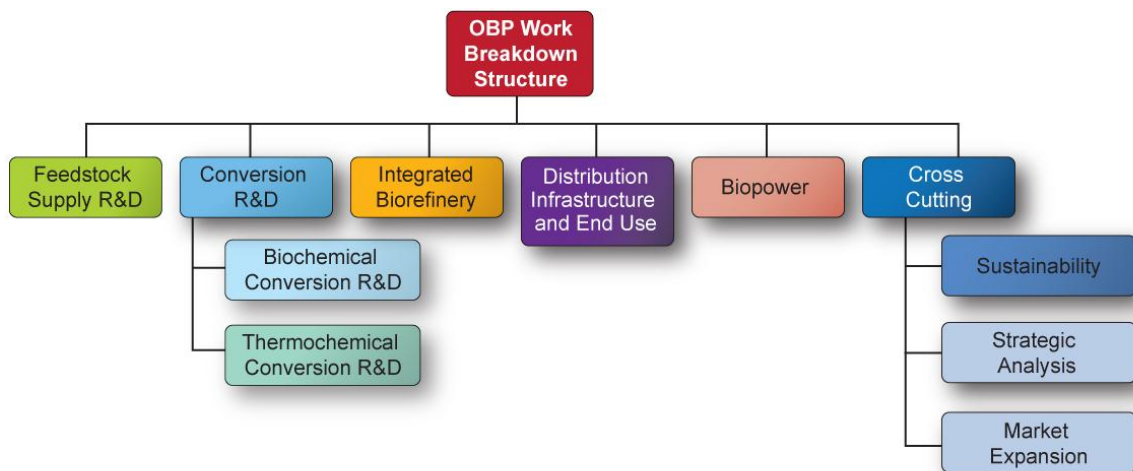 OBP Work
Breakdown
Structure
Feedstock
Supply R&D
Conversion
R&D
Integrated
Biorefinery
Distribution
Infrastructure
and End Use
Biopower
Cross
Cutting
Biochemical
Conversion R&D
Thermochemical
Conversion R&D
Sustainability
Strategic
Analysis
Market
Expansion